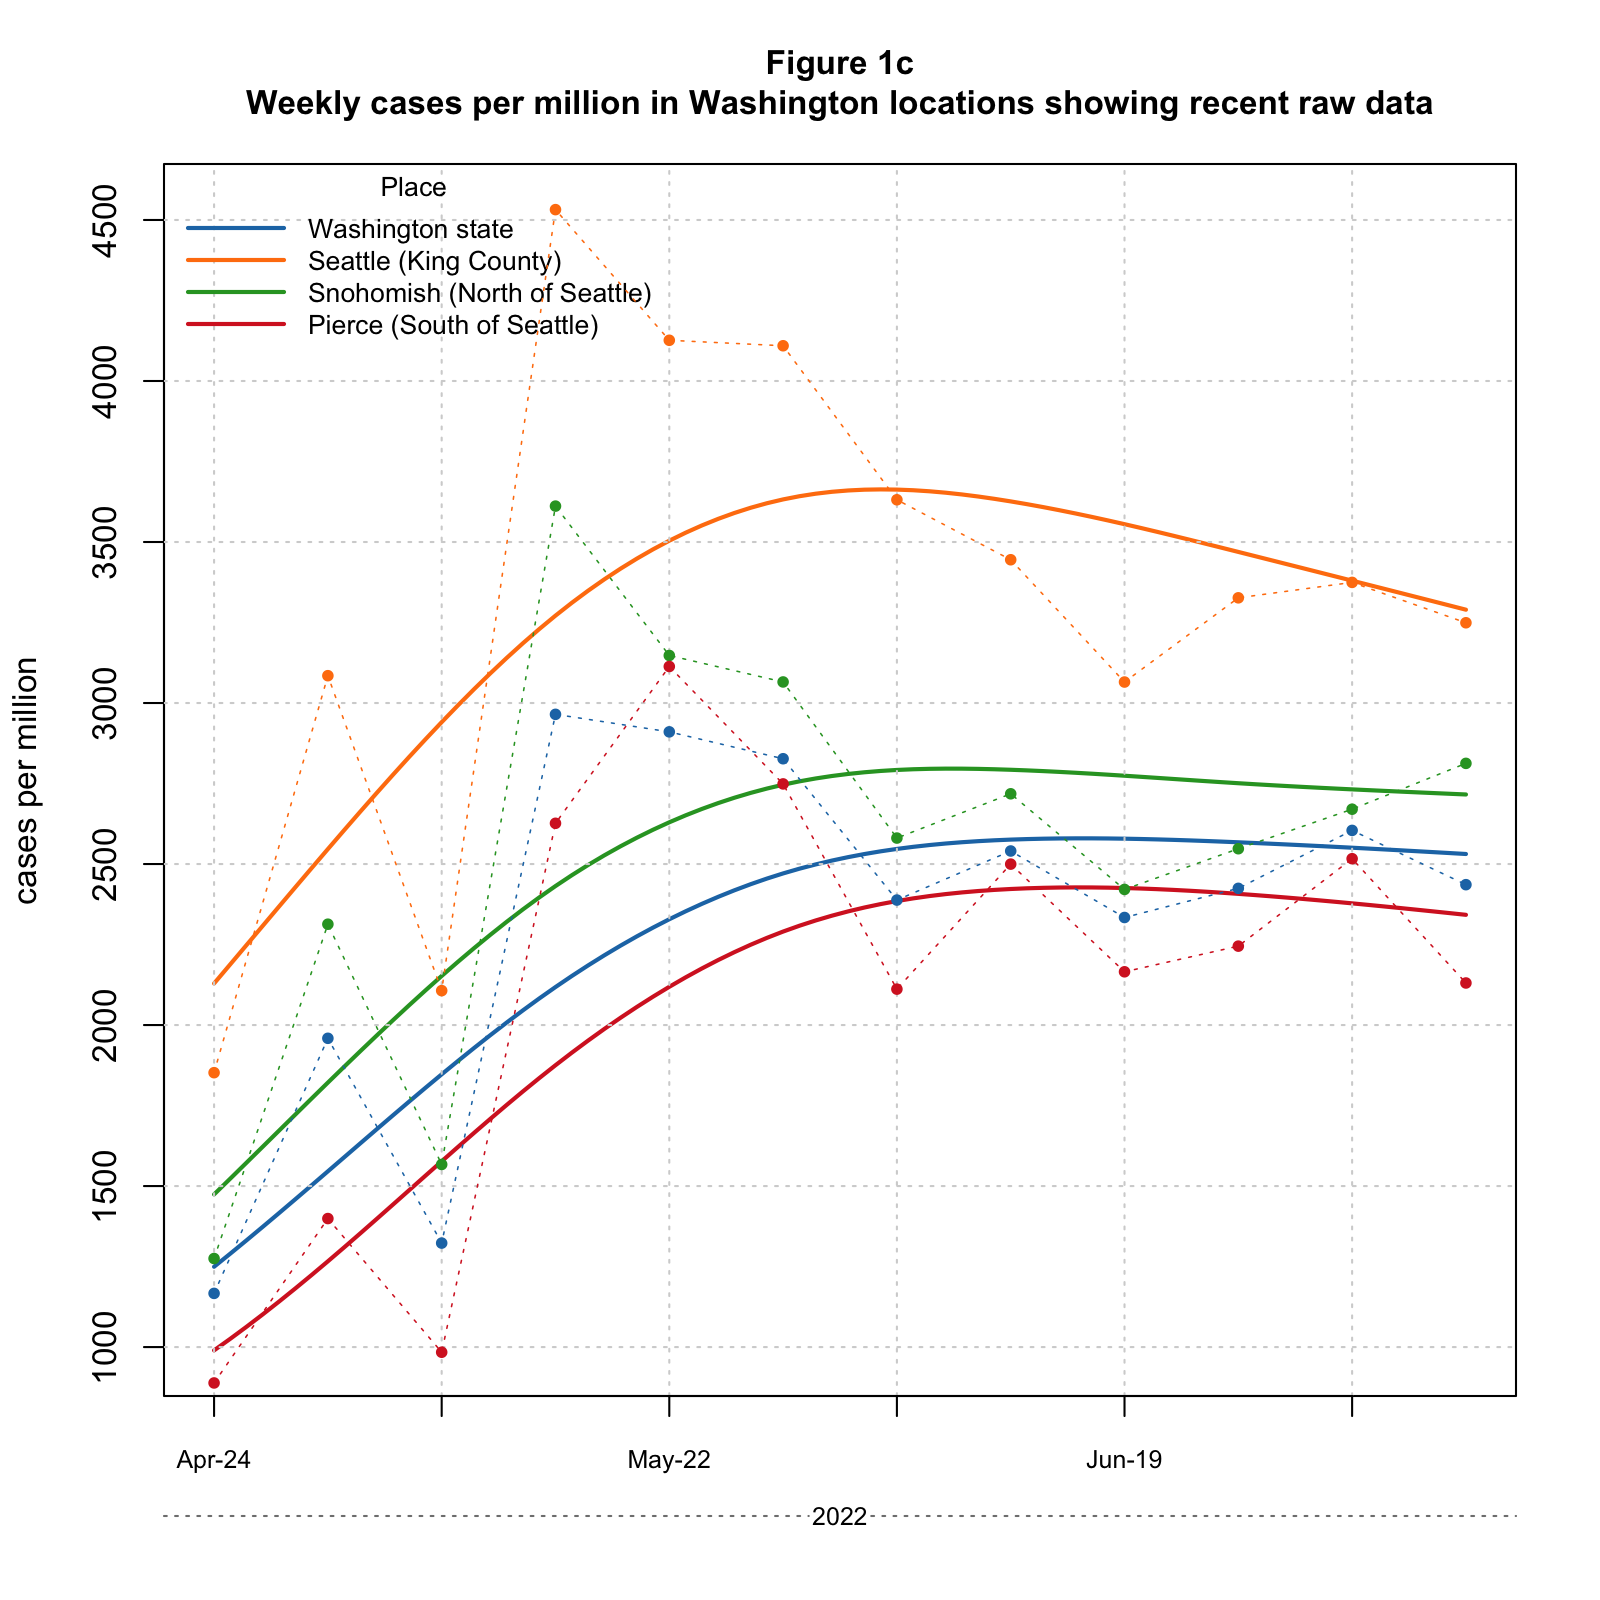 Figure 1c
Weekly cases per million in Washington locations showing recent raw data
Place
Washington state
Seattle (King County)
Snohomish (North of Seattle)
Pierce (South of Seattle)
cases per million
4500
4000
3500
3000
2500
2000
1500
1000
Apr-24
May-22
Jun-19
2022